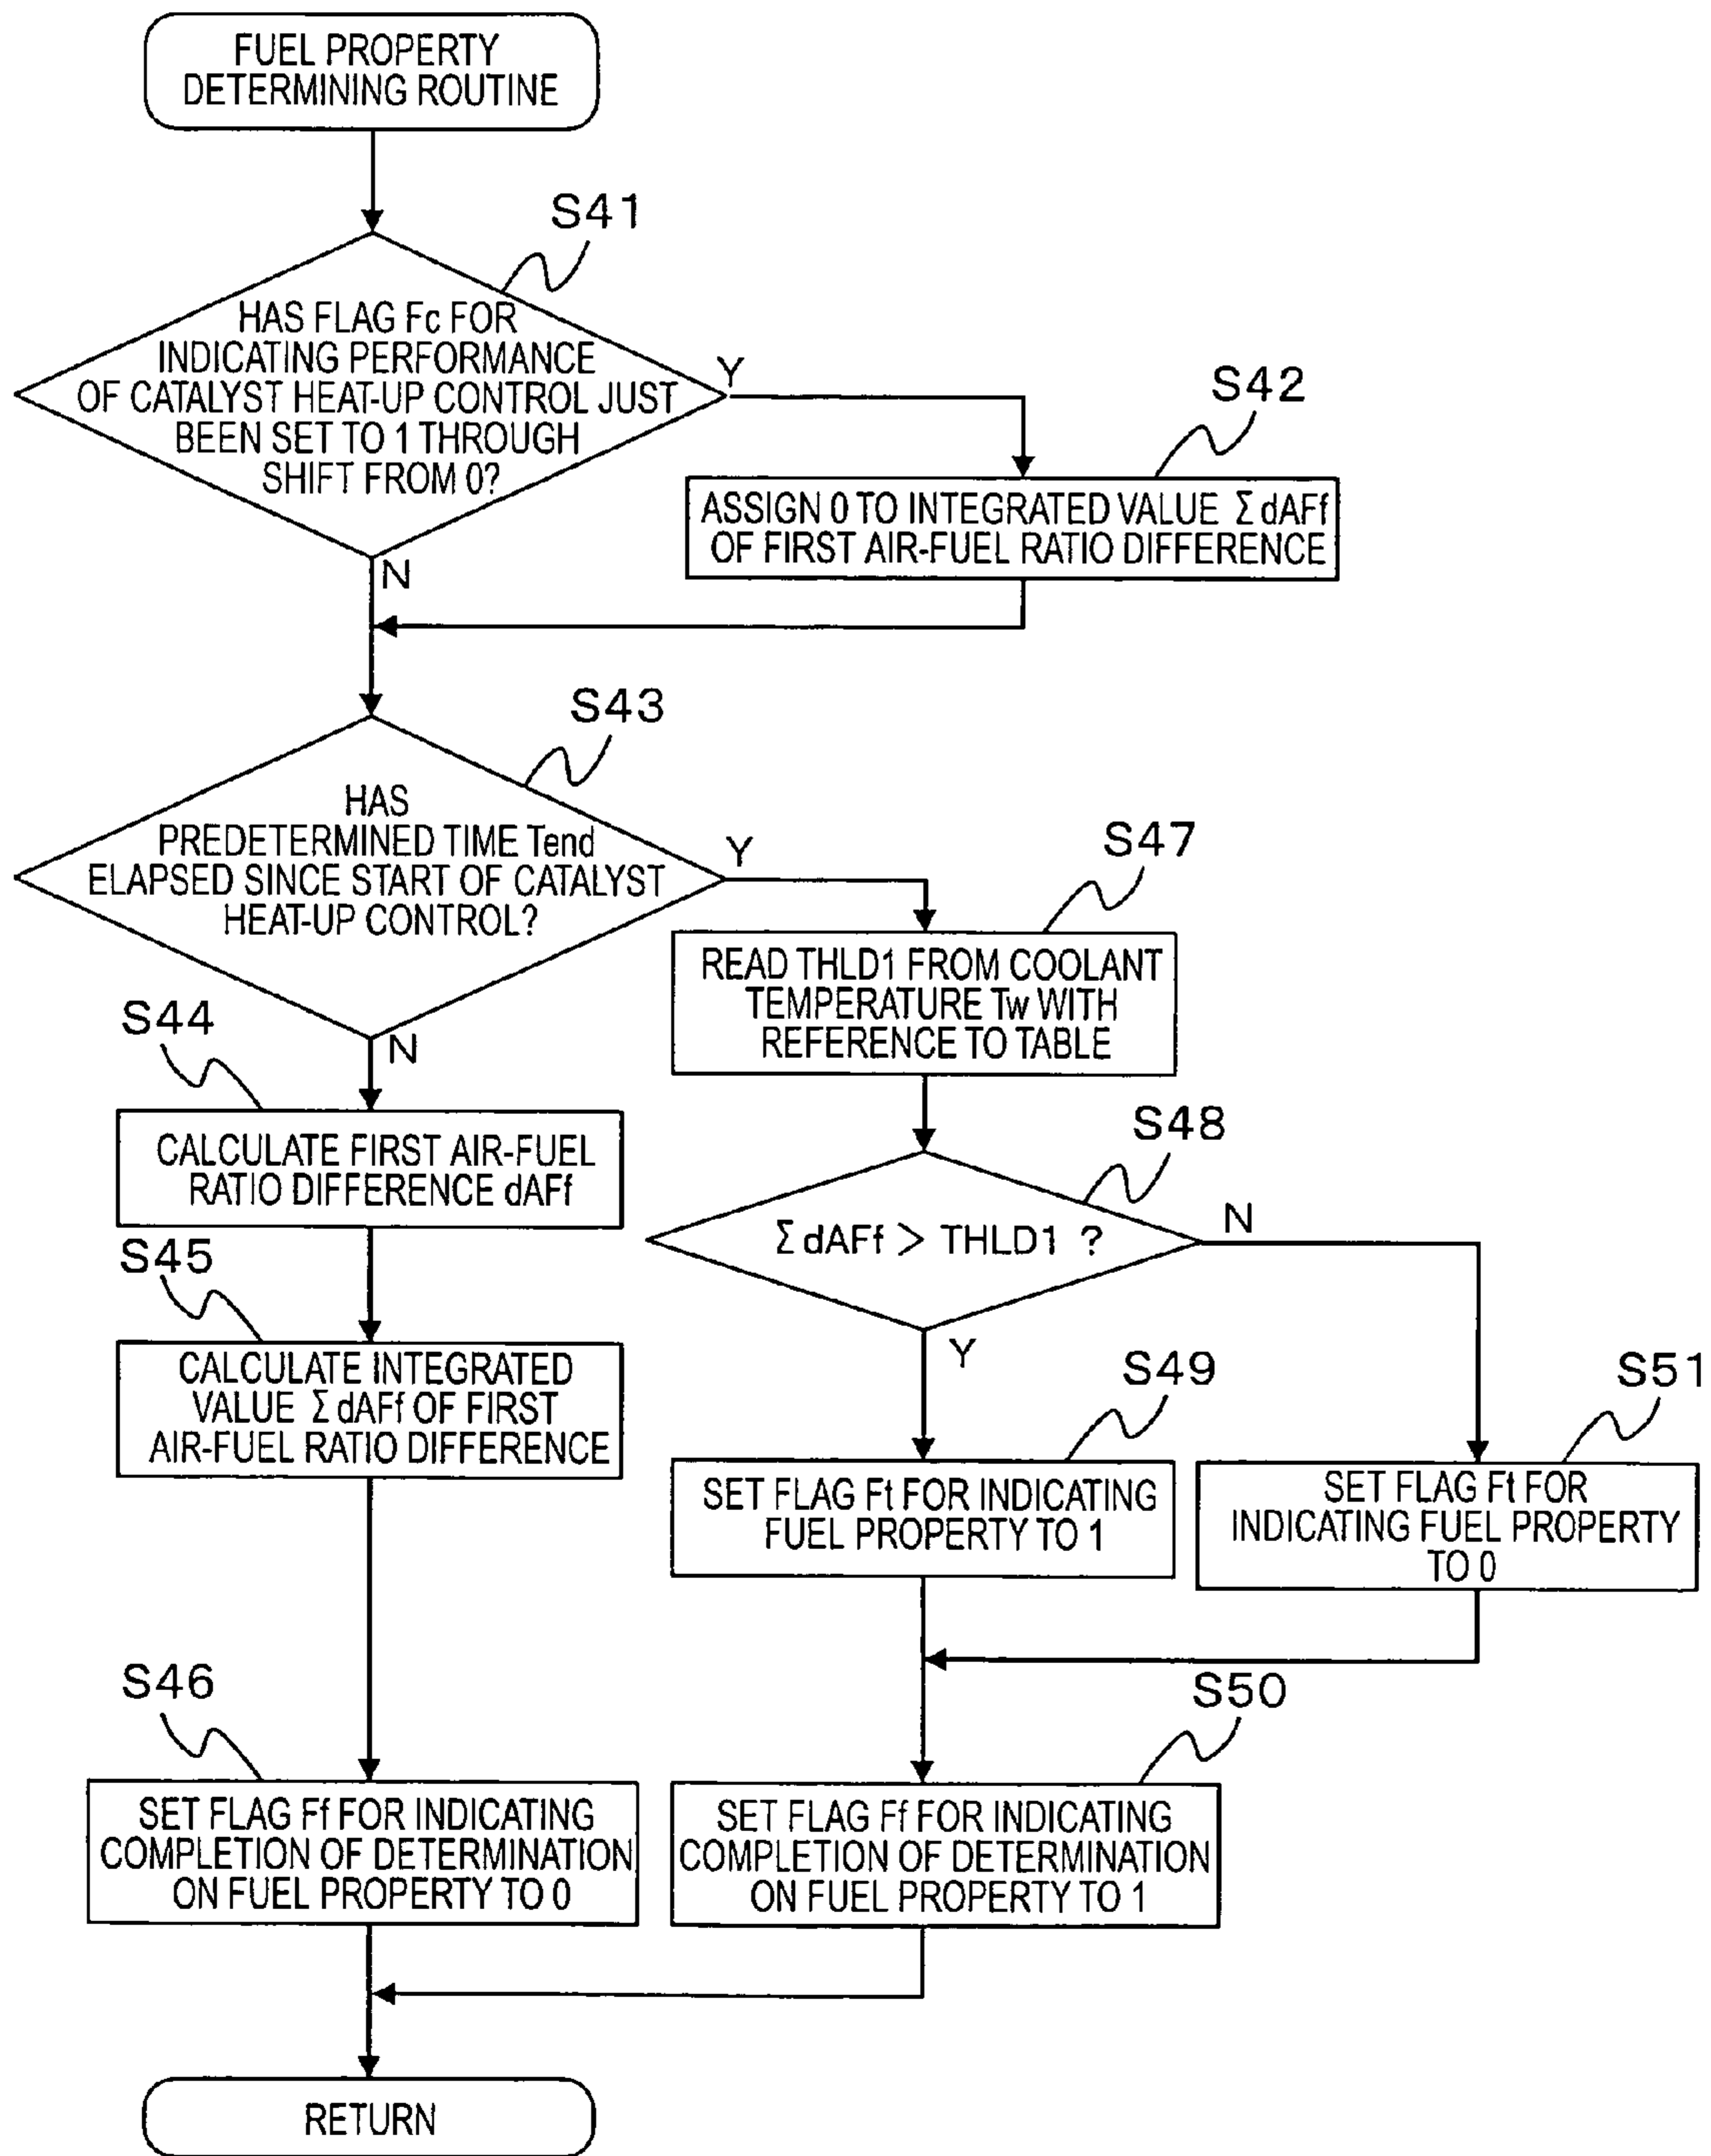 FUEL PROPERTY
DETERMINING ROUTINE
S41
HAS FLAG Fc FOR
INDICATING PERFORMANCE
OF CATALYST HEAT-UP CONTROL JUST
BEEN SET TO 1 THROUGH
SHIFT FROM 0?
Y
N
S42
ASSIGN 0 TO INTEGRATED VALUE Σ dAFf
OF FIRST AIR-FUEL RATIO DIFFERENCE
S43
HAS
PREDETERMINED TIME Tend
ELAPSED SINCE START OF CATALYST
HEAT-UP CONTROL?
Y
N
S44
CALCULATE FIRST AIR-FUEL
RATIO DIFFERENCE dAFf
S45
CALCULATE INTEGRATED
VALUE Σ dAFf OF FIRST
AIR-FUEL RATIO DIFFERENCE
S46
SET FLAG Ff FOR INDICATING
COMPLETION OF DETERMINATION
ON FUEL PROPERTY TO 0
S47
READ THLD1 FROM COOLANT
TEMPERATURE Tw WITH
REFERENCE TO TABLE
S48
Σ dAFf > THLD1 ?
N
Y
S49
SET FLAG Ft FOR INDICATING
FUEL PROPERTY TO 1
S51
SET FLAG Ft FOR
INDICATING FUEL PROPERTY
TO 0
S50
SET FLAG Ff FOR INDICATING
COMPLETION OF DETERMINATION
ON FUEL PROPERTY TO 1
RETURN